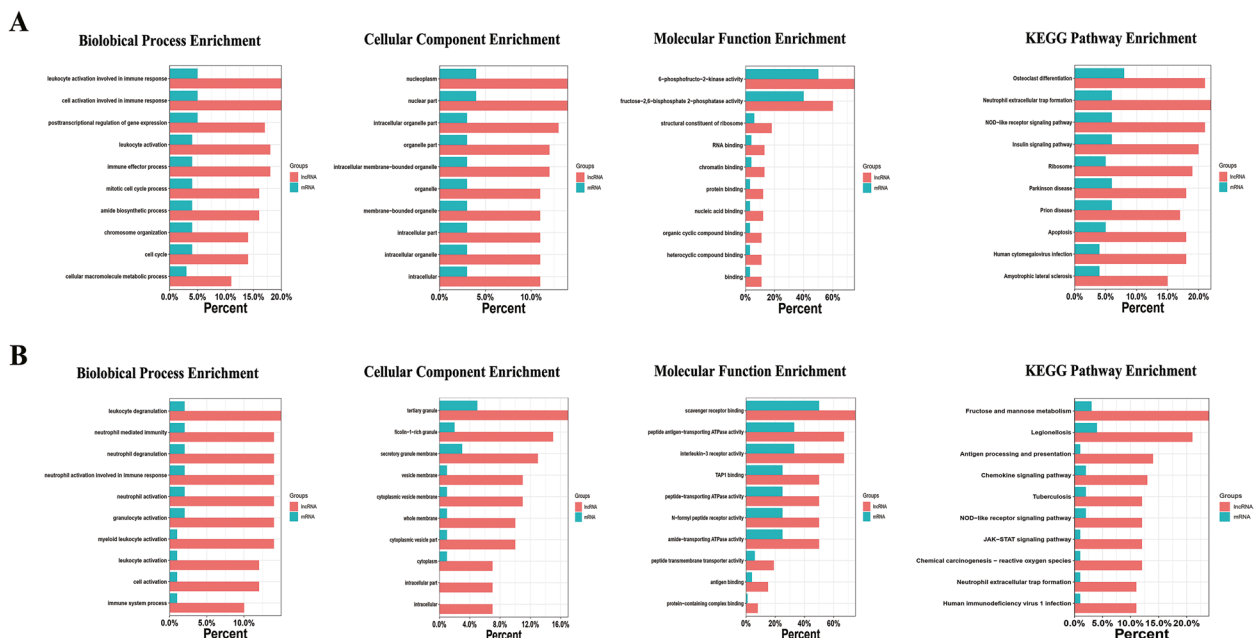 A
Biolobical Process Enrichment
leukocyte activation involved in immune response
cell activation involved in immune response
posttranscriptional regulation of gene expression
leukocyte activation
immune effector process
mitotic cell cycle process
amide biosynthetic process
chromosome organization
cell cycle
cellular macromolecule metabolic process
0.0% 5.0% 10.0% 15.0% 20.0%
Percent
Groups
lncRNA
mRNA
Cellular Component Enrichment
nucleoplasm
nuclear part
intracellular organelle part
organelle part
intracellular membrane-bounded organelle
organelle
membrane-bounded organelle
intracellular part
intracellular organelle
intracellular
0.0% 5.0% 10.0%
Percent
Groups
lncRNA
mRNA
Molecular Function Enrichment
6-phosphofructo-2-kinase activity
fructose-2,6-bisphosphate 2-phosphatase activity
structural constituent of ribosome
RNA binding
chromatin binding
protein binding
nucleic acid binding
organic cyclic compound binding
heterocyclic compound binding
binding
0% 20% 40% 60%
Percent
Groups
lncRNA
mRNA
KEGG Pathway Enrichment
Osteoclast differentiation
Neutrophil extracellular trap formation
NOD-like receptor signaling pathway
Insulin signaling pathway
Ribosome
Parkinson disease
Prion disease
Apoptosis
Human cytomegalovirus infection
Amyotrophic lateral sclerosis
0.0% 5.0% 10.0% 15.0% 20.0%
Percent
Groups
lncRNA
mRNA
B
Biolobical Process Enrichment
leukocyte degranulation
neutrophil mediated immunity
neutrophil degranulation
neutrophil activation involved in immune response
neutrophil activation
granulocyte activation
myeloid leukocyte activation
leukocyte activation
cell activation
immune system process
0.0% 5.0% 10.0%
Percent
Groups
lncRNA
mRNA
Cellular Component Enrichment
tertiary granule
ficolin-1-rich granule
secretory granule membrane
vesicle membrane
cytoplasmic vesicle membrane
whole membrane
cytoplasmic vesicle part
cytoplasm
intracellular part
intracellular
0.0% 4.0% 8.0% 12.0% 16.0%
Percent
Groups
lncRNA
mRNA
Molecular Function Enrichment
scavenger receptor binding
peptide antigen-transporting ATPase activity
interleukin-3 receptor activity
TAP1 binding
peptide-transporting ATPase activity
N-formyl peptide receptor activity
amide-transporting ATPase activity
peptide transmembrane transporter activity
antigen binding
protein-containing complex binding
0% 20% 40% 60%
Percent
Groups
lncRNA
mRNA
KEGG Pathway Enrichment
Fructose and mannose metabolism
Legionellosis
Antigen processing and presentation
Chemokine signaling pathway
Tuberculosis
NOD-like receptor signaling pathway
JAK-STAT signaling pathway
Chemical carcinogenesis - reactive oxygen species
Neutrophil extracellular trap formation
Human immunodeficiency virus 1 infection
0.0% 5.0% 10.0% 15.0% 20.0%
Percent
Groups
lncRNA
mRNA